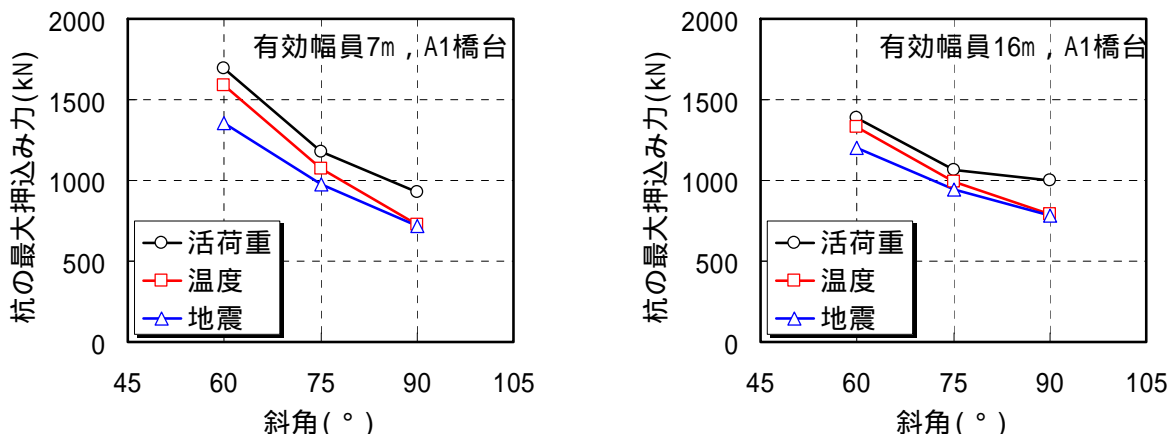 杭の最大押込み力(kN)
2000
1500
1000
500
0
有効幅員7m，A1橋台
活荷重
温度
地震
45 60 75 90 105
斜角(°)
杭の最大押込み力(kN)
2000
1500
1000
500
0
有効幅員16m，A1橋台
活荷重
温度
地震
45 60 75 90 105
斜角(°)